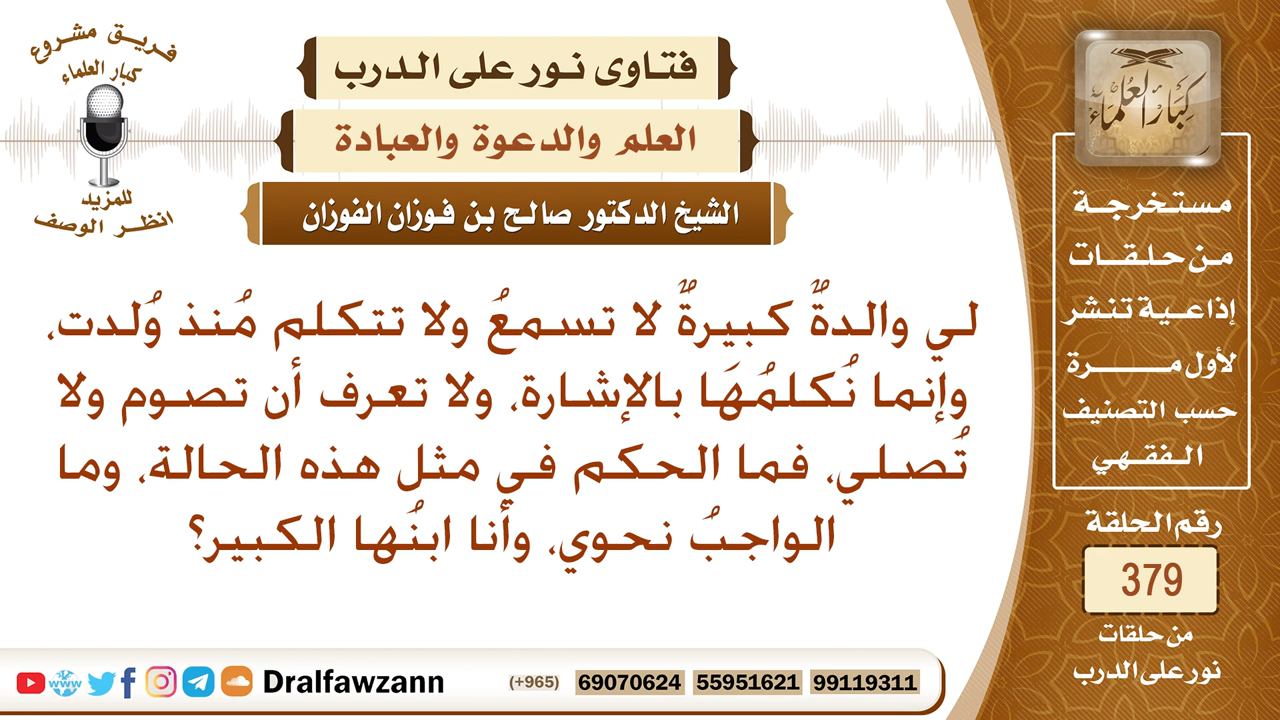 فريق مشروع
كبار العلماء
للمزيد
انظر الوصف
فتاوى نور على الدرب
العلم والدعوة والعبادة
الشيخ الدكتور صالح بن فوزان الفوزان
لي والدةٌ كبيرةٌ لا تسمعُ ولا تتكلم مُنذ وُلدت،
وإنما نُكلمُهَا بالإشارة، ولا تعرف أن تصوم ولا
تُصلي، فما الحكم في مثل هذه الحالة، وما
الواجبُ نحوي، وأنا ابنُها الكبير؟
كبار العلماء
مستخرجة
من حلقات
إذاعية تنشر
لأول مرة
حسب التصنيف
الفقهي
رقم الحلقة
379
من حلقات
نور على الدرب
www Dralfawzann (+965) 69070624 55951621 99119311